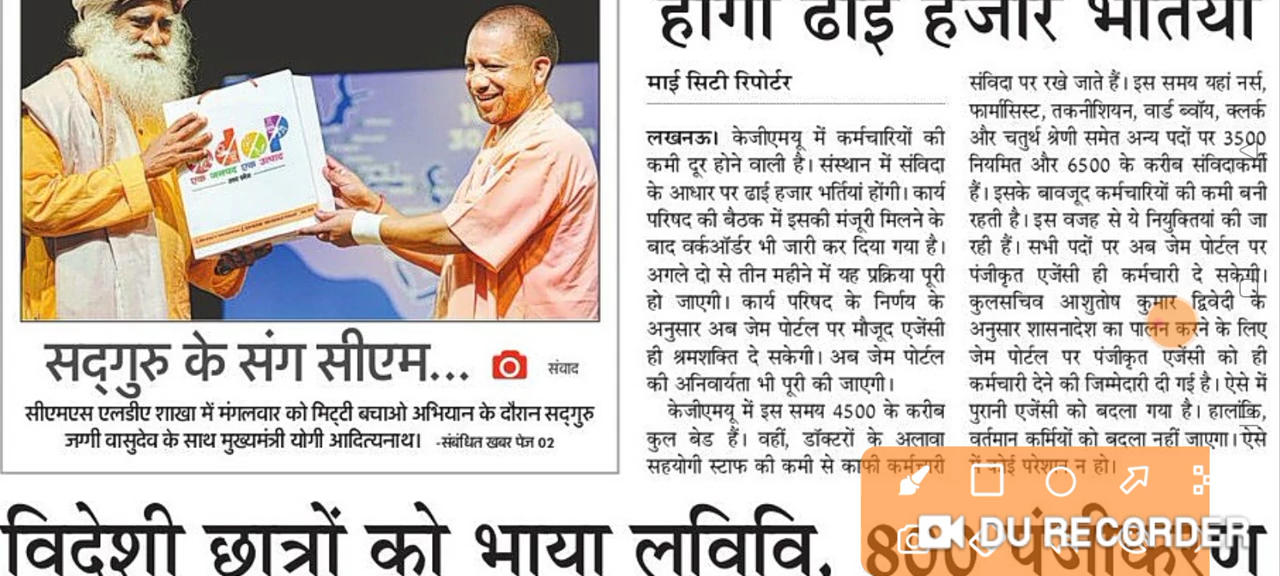 होंगी ढाई हजार भर्तियां
एक जनपद एक उत्पाद
सद्गुरु के संग सीएम...
संवाद
सीएमएस एलडीए शाखा में मंगलवार को मिट्टी बचाओ अभियान के दौरान सद्गुरु
जग्गी वासुदेव के साथ मुख्यमंत्री योगी आदित्यनाथ। -संबंधित खबर पेज 02
माई सिटी रिपोर्टर
लखनऊ। केजीएमयू में कर्मचारियों की
कमी दूर होने वाली है। संस्थान में संविदा
के आधार पर ढाई हजार भर्तियां होंगी। कार्य
परिषद की बैठक में इसकी मंजूरी मिलने के
बाद वर्कऑर्डर भी जारी कर दिया गया है।
अगले दो से तीन महीने में यह प्रक्रिया पूरी
हो जाएगी। कार्य परिषद के निर्णय के
अनुसार अब जेम पोर्टल पर मौजूद एजेंसी
ही श्रमशक्ति दे सकेगी। अब जेम पोर्टल
की अनिवार्यता भी पूरी की जाएगी।
केजीएमयू में इस समय 4500 के करीब
कुल बेड हैं। वहीं, डॉक्टरों के अलावा
सहयोगी स्टाफ की कमी से काफी कर्मचारी
संविदा पर रखे जाते हैं। इस समय यहां नर्स,
फार्मासिस्ट, तकनीशियन, वार्ड ब्वॉय, क्लर्क
और चतुर्थ श्रेणी समेत अन्य पदों पर 3500
नियमित और 6500 के करीब संविदाकर्मी
हैं। इसके बावजूद कर्मचारियों की कमी बनी
रहती है। इस वजह से ये नियुक्तियां की जा
रही हैं। सभी पदों पर अब जेम पोर्टल पर
पंजीकृत एजेंसी ही कर्मचारी दे सकेगी।
कुलसचिव आशुतोष कुमार द्विवेदी के
अनुसार शासनादेश का पालन करने के लिए
जेम पोर्टल पर पंजीकृत एजेंसी को ही
कर्मचारी देने की जिम्मेदारी दी गई है। ऐसे में
पुरानी एजेंसी को बदला गया है। हालांकि,
वर्तमान कर्मियों को बदला नहीं जाएगा। ऐसे
में कोई परेशान न हो।
विदेशी छात्रों को भाया लविवि, 800 पंजीकरण
DU RECORDER